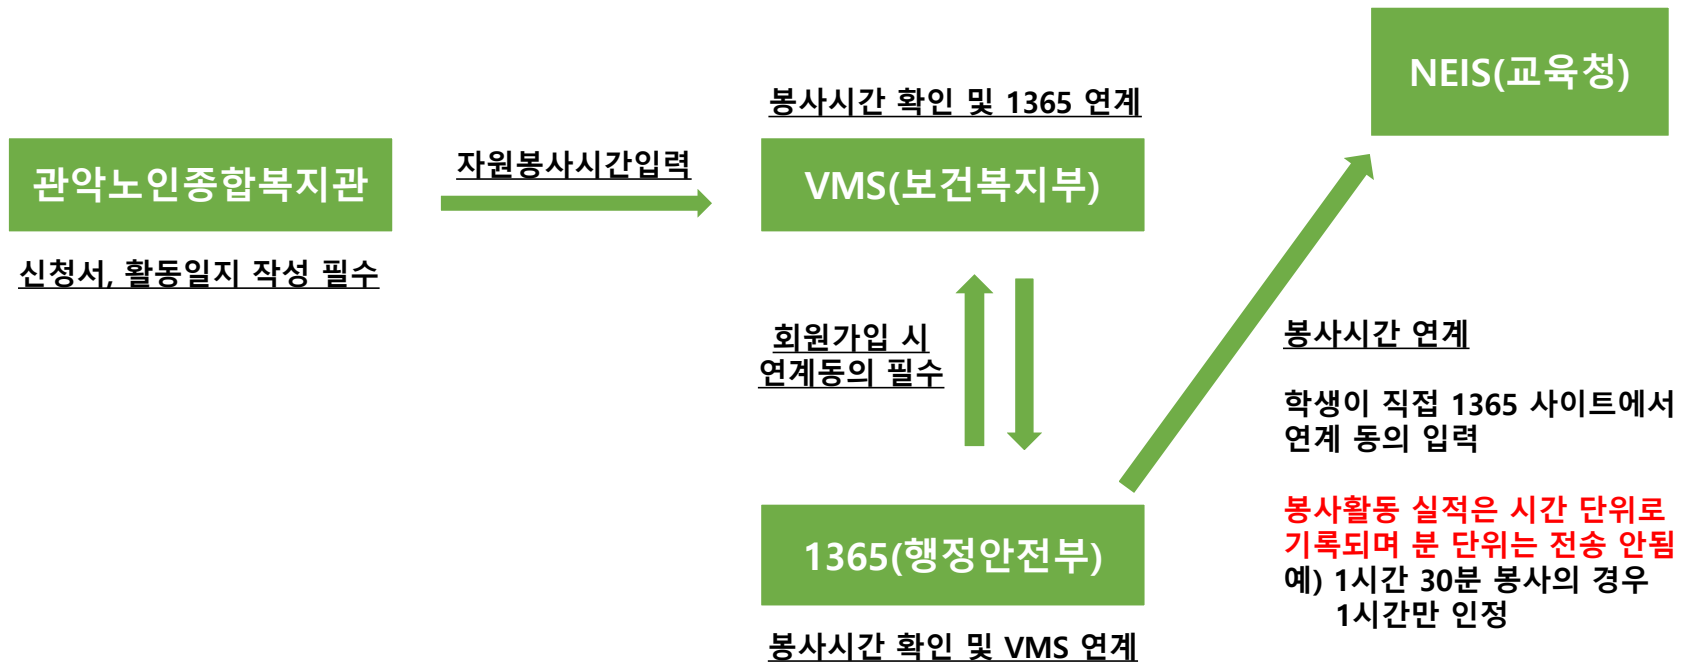 NEIS(교육청)
봉사시간 확인 및 1365 연계
관악노인종합복지관
자원봉사시간입력
VMS(보건복지부)
신청서, 활동일지 작성 필수
회원가입 시
연계동의 필수
봉사시간 연계
학생이 직접 1365 사이트에서
연계 동의 입력
봉사활동 실적은 시간 단위로
기록되며 분 단위는 전송 안됨
예) 1시간 30분 봉사의 경우
1시간만 인정
1365(행정안전부)
봉사시간 확인 및 VMS 연계